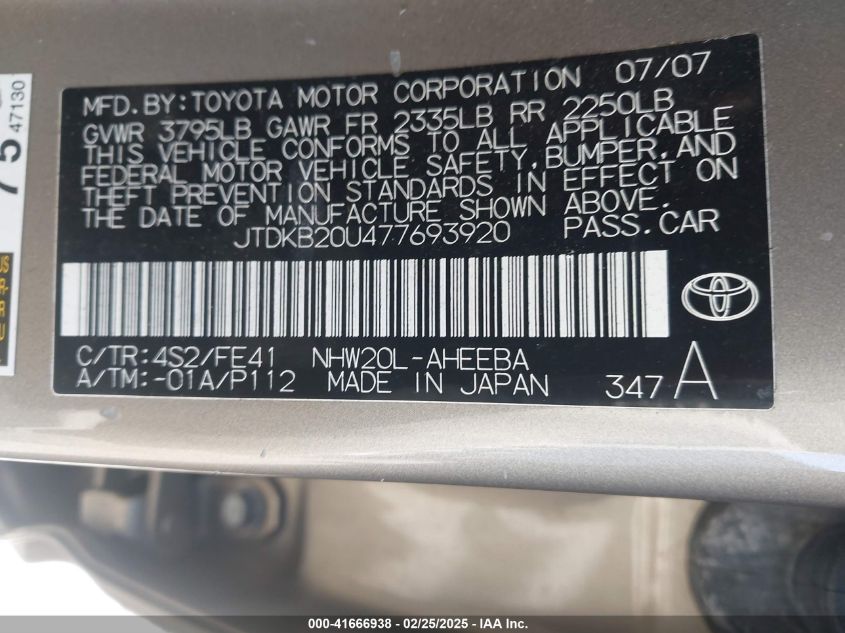 MFD.BY:TOYOTA MOTOR CORPORATION 07/07
GVWR 3795LB GAWR FR 2335LB RR 2250LB
THIS VEHICLE CONFORMS TO ALL APPLICABLE
FEDERAL MOTOR VEHICLE SAFETY,BUMPER,AND
THEFT PREVENTION STANDARDS IN EFFECT ON
THE DATE OF MANUFACTURE SHOWN ABOVE.
JTDKB20U477693920 PASS.CAR
C/TR:4S2/FE41 NHW20L-AHEEBA
A/TM:-01A/P112 MADE IN JAPAN 347 A
75 47130
000-41666938 - 02/25/2025 - IAA Inc.